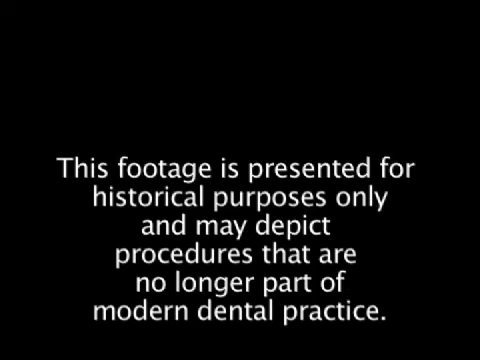 This footage is presented for
historical purposes only
and may depict
procedures that are
no longer part of
modern dental practice.